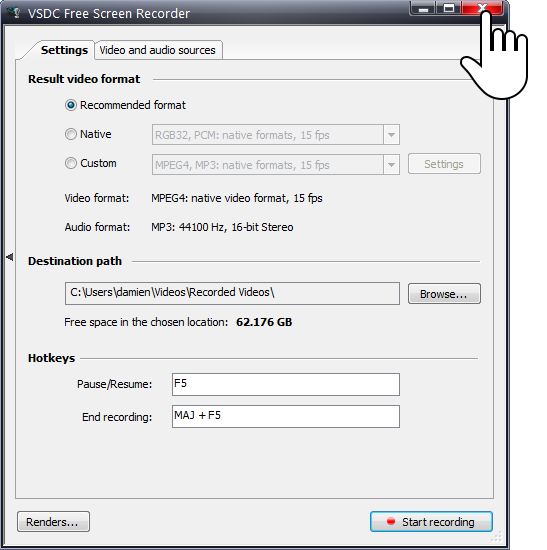 VSDC Free Screen Recorder
Settings Video and audio sources
Result video format
Recommended format
Native RGB32, PCM: native formats, 15 fps
Custom MPEG4, MP3: native formats, 15 fps Settings
Video format: MPEG4: native video format, 15 fps
Audio format: MP3: 44100 Hz, 16-bit Stereo
Destination path
C:\Users\damien\Videos\Recorded Videos\ Browse...
Free space in the chosen location: 62.176 GB
Hotkeys
Pause/Resume: F5
End recording: MAJ + F5
Renders... Start recording